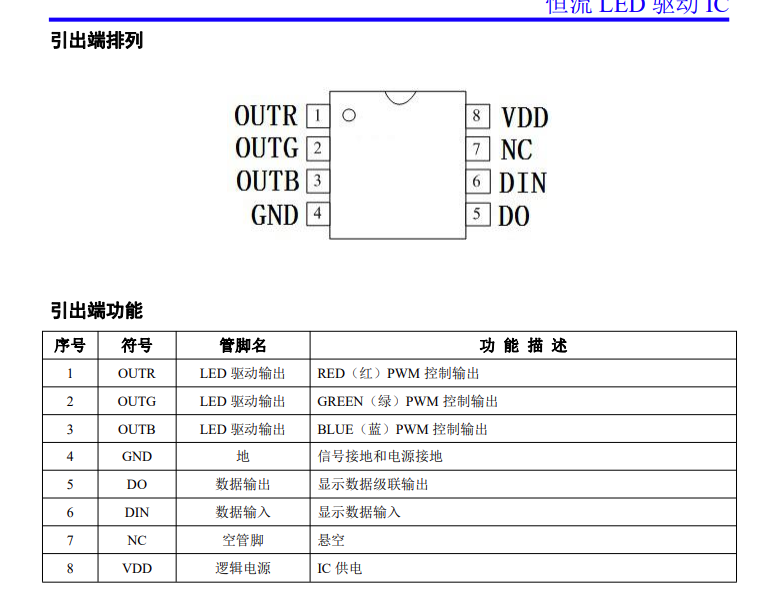 恒流 LED 驱动 IC
引出端排列
OUTR 1 8 VDD
OUTG 2 7 NC
OUTB 3 6 DIN
GND 4 5 DO
引出端功能
序号 符号 管脚名 功 能 描 述
1 OUTR LED 驱动输出 RED（红）PWM 控制输出
2 OUTG LED 驱动输出 GREEN（绿）PWM 控制输出
3 OUTB LED 驱动输出 BLUE（蓝）PWM 控制输出
4 GND 地 信号接地和电源接地
5 DO 数据输出 显示数据级联输出
6 DIN 数据输入 显示数据输入
7 NC 空管脚 悬空
8 VDD 逻辑电源 IC 供电